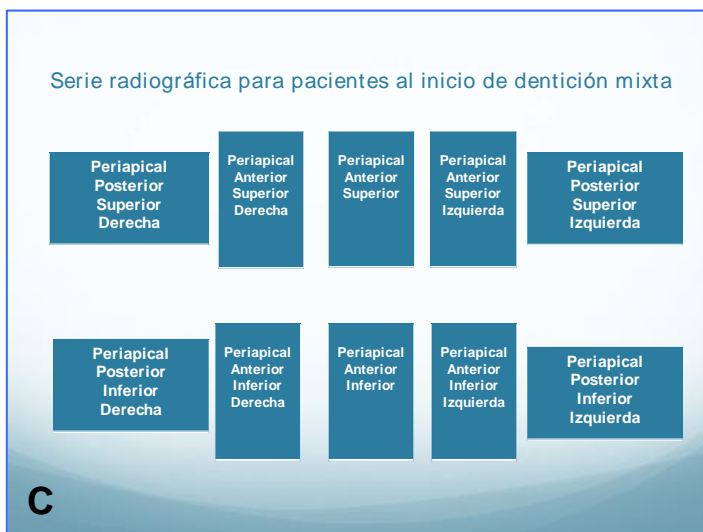 Serie radiográfica para pacientes al inicio de dentición mixta
Periapical
Posterior
Superior
Derecha
Periapical
Anterior
Superior
Derecha
Periapical
Anterior
Superior
Periapical
Anterior
Superior
Izquierda
Periapical
Posterior
Superior
Izquierda
Periapical
Posterior
Inferior
Derecha
Periapical
Anterior
Inferior
Derecha
Periapical
Anterior
Inferior
Periapical
Anterior
Inferior
Izquierda
Periapical
Posterior
Inferior
Izquierda
C